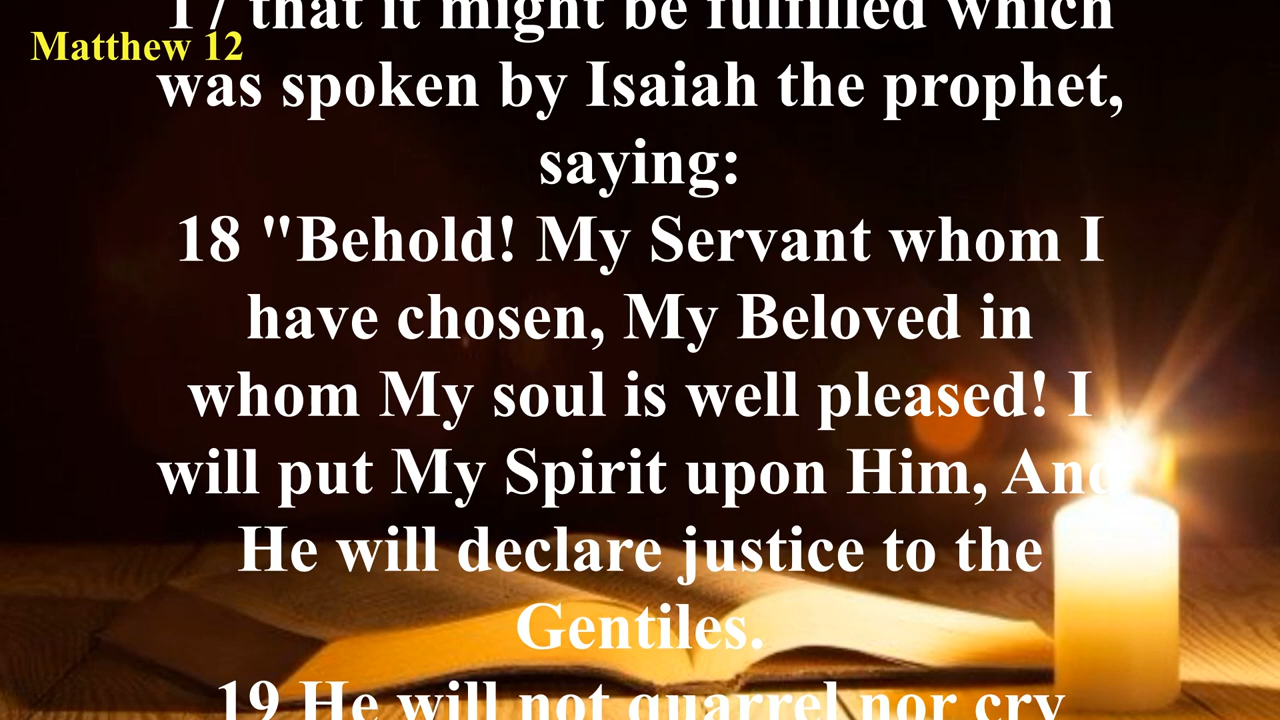 17 that it might be fulfilled which
Matthew 12
was spoken by Isaiah the prophet,
saying:
18 "Behold! My Servant whom I
have chosen, My Beloved in
whom My soul is well pleased! I
will put My Spirit upon Him, And
He will declare justice to the
Gentiles.
19 He will not quarrel nor cry